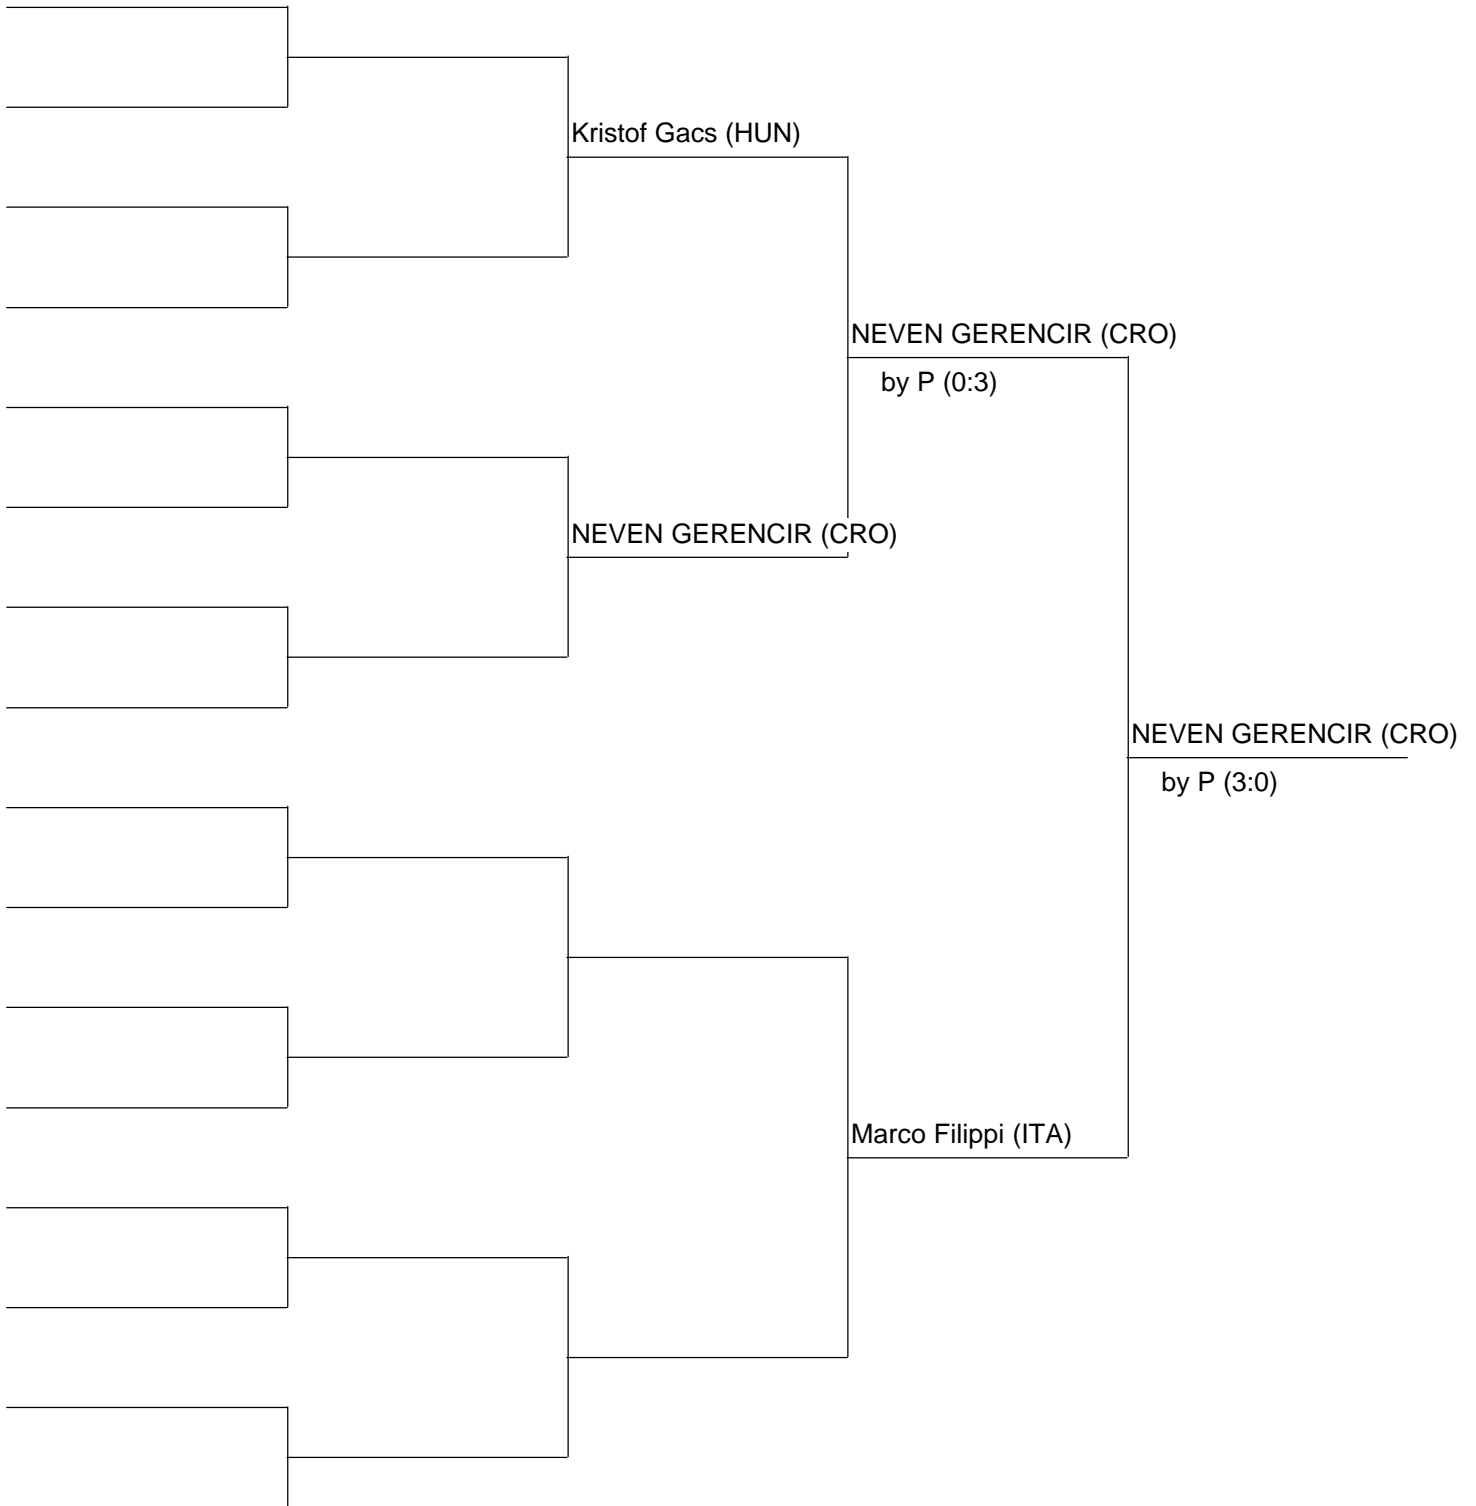 Kristof Gacs (HUN)
NEVEN GERENCIR (CRO)
by P (0:3)
NEVEN GERENCIR (CRO)
NEVEN GERENCIR (CRO)
by P (3:0)
Marco Filippi (ITA)